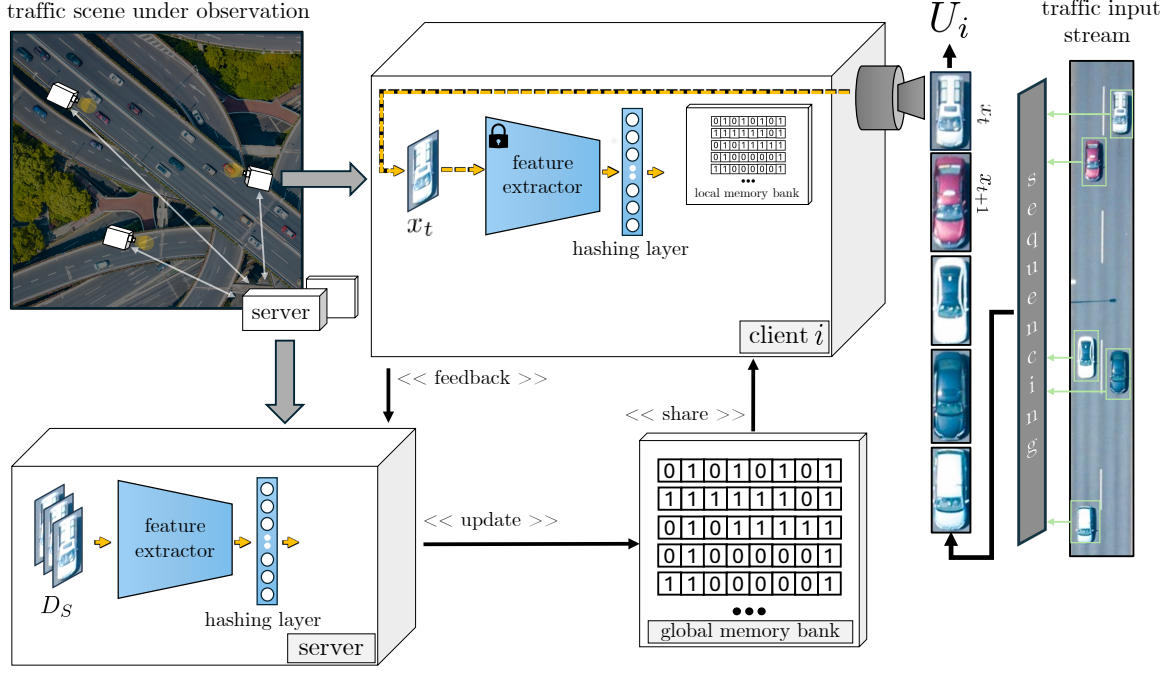 traffic scene under observation
server
x_t
feature
extractor
hashing layer
01010101
11111101
01011111
01000001
11000001
•••
local memory bank
client i
U_i
x_t
x_{t+1}
sequencing
traffic input
stream
<< feedback >>
<< share >>
<< update >>
D_S
feature
extractor
hashing layer
server
01010101
11111101
01011111
01000001
11000001
•••
global memory bank